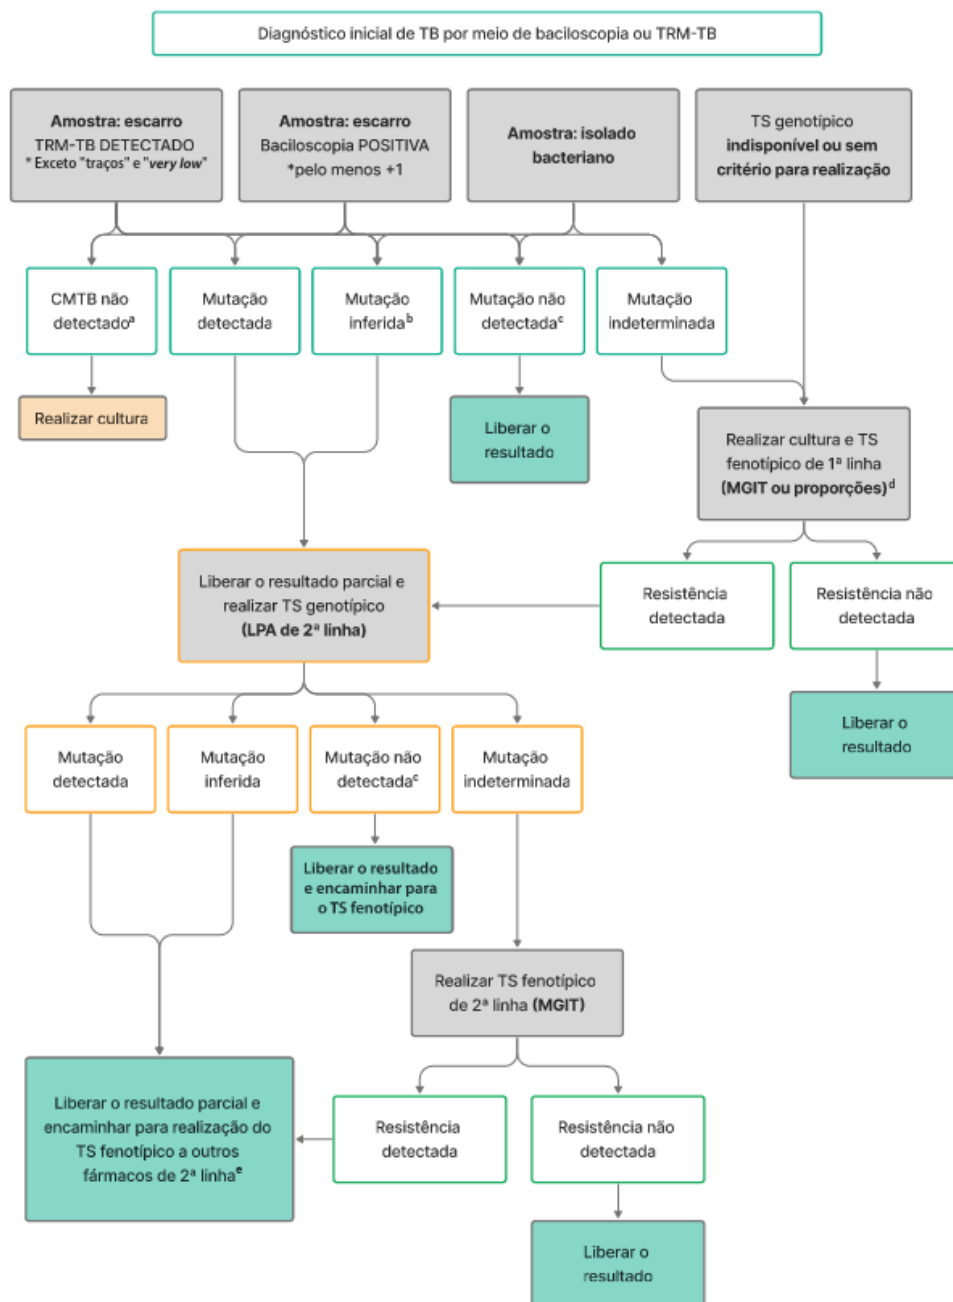 Diagnóstico inicial de TB por meio de baciloscopia ou TRM-TB
Amostra: escarro
TRM-TB DETECTADO
* Exceto "traços" e "very low"
Amostra: escarro
Baciloscopia POSITIVA
*pelo menos +1
Amostra: isolado
bacteriano
TS genotípico
indisponível ou sem
critério para realização
CMTB não
detectadoª
Mutação
detectada
Mutação
inferidaᵇ
Mutação não
detectadaᶜ
Mutação
indeterminada
Realizar cultura
Liberar o
resultado
Realizar cultura e TS
fenotípico de 1ª linha
(MGIT ou proporções)ᵈ
Liberar o resultado parcial e
realizar TS genotípico
(LPA de 2ª linha)
Resistência
detectada
Resistência não
detectada
Liberar o
resultado
Mutação
detectada
Mutação
inferida
Mutação não
detectadaᶜ
Mutação
indeterminada
Liberar o resultado
e encaminhar para
o TS fenotípico
Realizar TS fenotípico
de 2ª linha (MGIT)
Liberar o resultado parcial e
encaminhar para realização do
TS fenotípico a outros
fármacos de 2ª linhaᵉ
Resistência
detectada
Resistência não
detectada
Liberar o
resultado